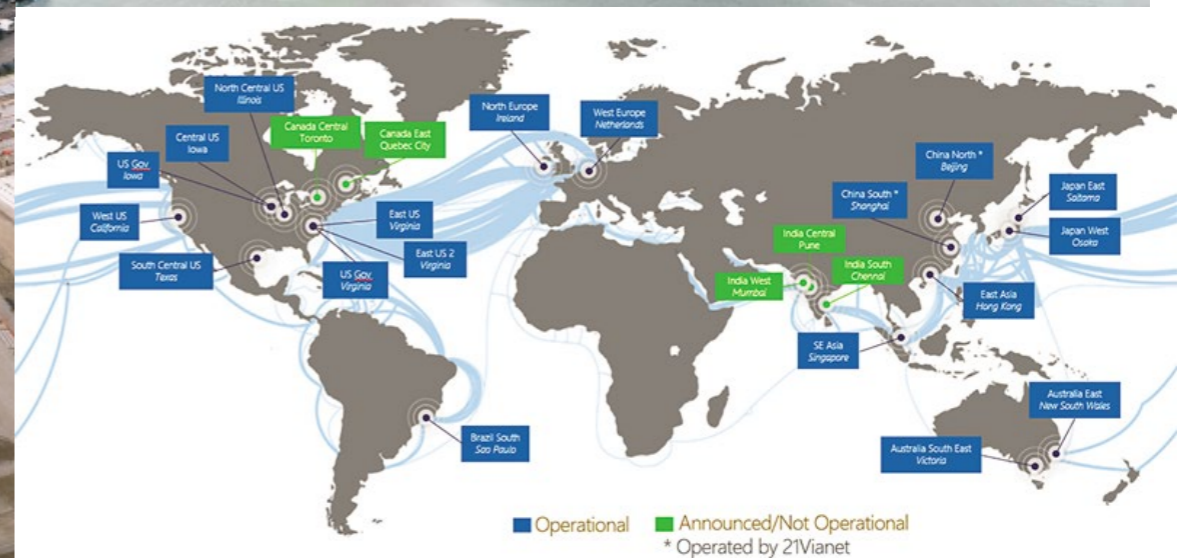 North Central US
Illinois
Canada Central
Toronto
Canada East
Quebec City
Central US
Iowa
US Gov
Iowa
West US
California
South Central US
Texas
US Gov
Virginia
East US
Virginia
East US 2
Virginia
North Europe
Ireland
West Europe
Netherlands
China North *
Beijing
China South *
Shanghai
Japan East
Saitama
Japan West
Osaka
India Central
Pune
India South
Chennai
India West
Mumbai
East Asia
Hong Kong
SE Asia
Singapore
Brazil South
Sao Paulo
Australia East
New South Wales
Australia South East
Victoria
Operational
Announced/Not Operational
* Operated by 21Vianet